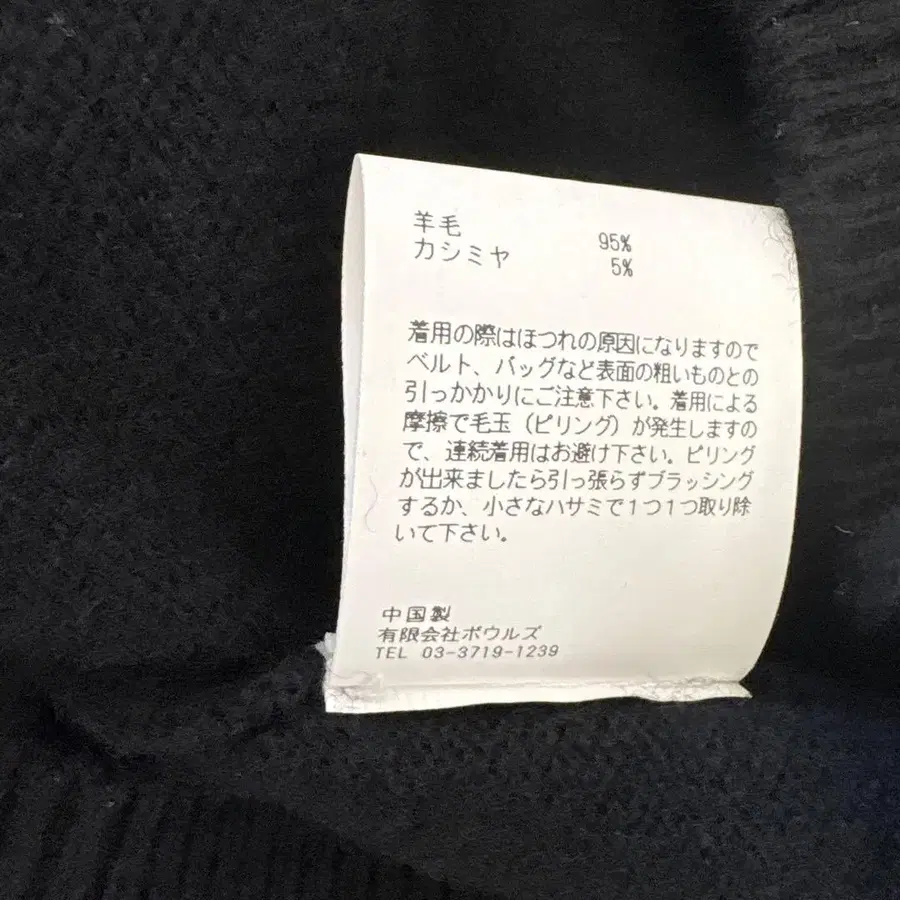 羊毛 95%
カシミヤ 5%
着用の際はほつれの原因になりますので
ベルト、バッグなど表面の粗いものとの
引っかかりにご注意下さい。着用による
摩擦で毛玉（ピリング）が発生しますの
で、連続着用はお避け下さい。ピリング
が出来ましたら引っ張らずブラッシング
するか、小さなハサミで1つ1つ取り除
いて下さい。
中国製
有限会社ボウルズ
TEL 03-3719-1239